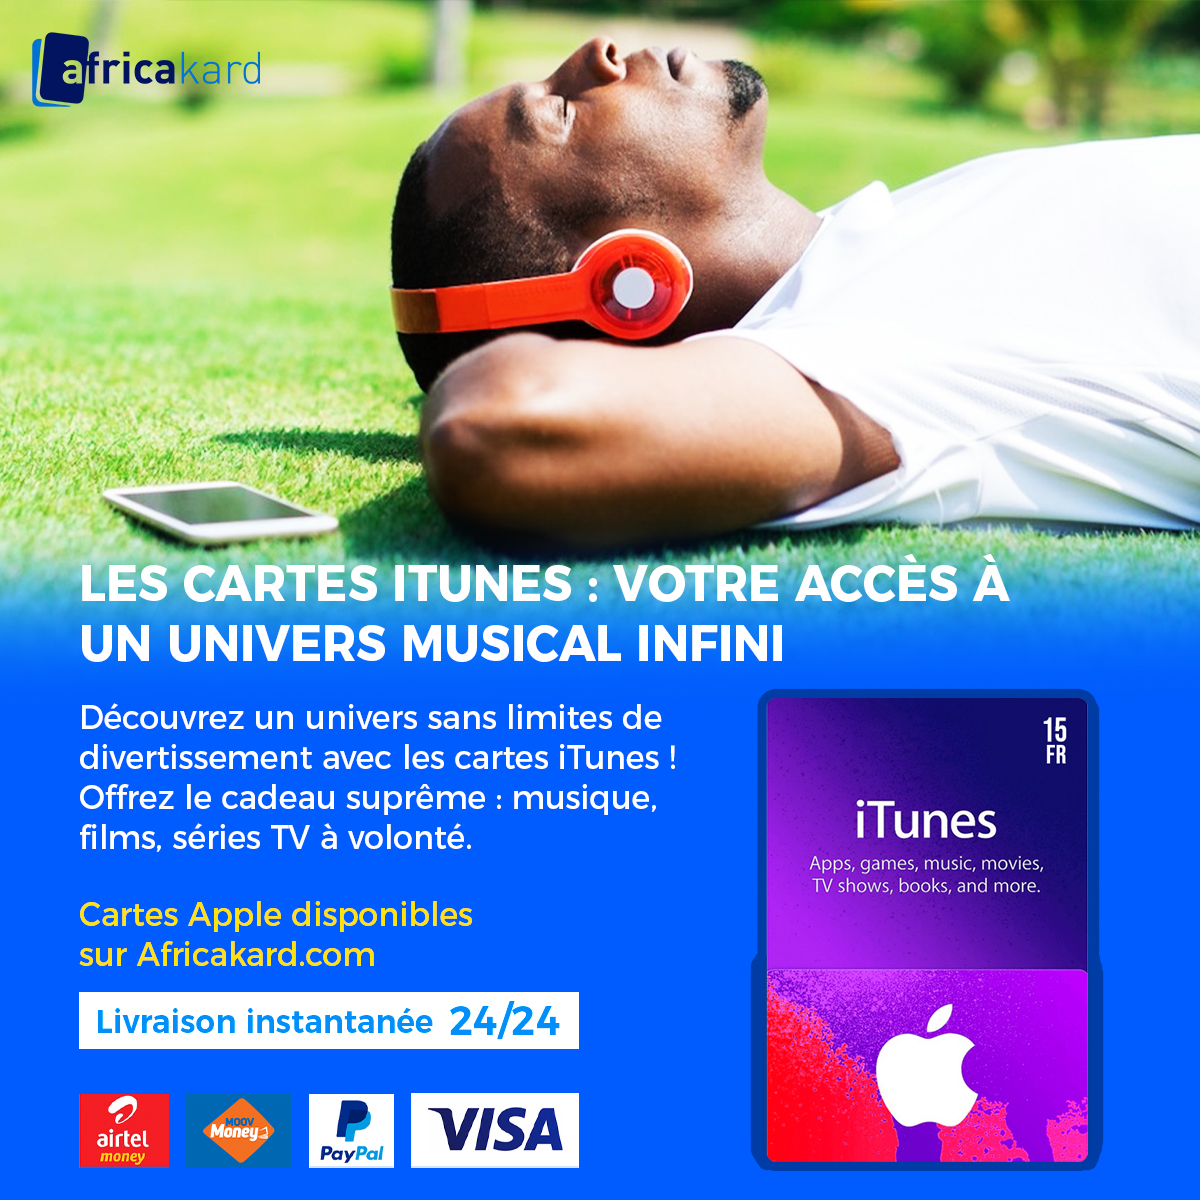 africakard
LES CARTES ITUNES : VOTRE ACCÈS À
UN UNIVERS MUSICAL INFINI
Découvrez un univers sans limites de
divertissement avec les cartes iTunes !
Offrez le cadeau suprême : musique,
films, séries TV à volonté.
Cartes Apple disponibles
sur Africakard.com
Livraison instantanée 24/24
airtel
money
MOOV
Money
PayPal
VISA
15
FR
iTunes
Apps, games, music, movies,
TV shows, books, and more.